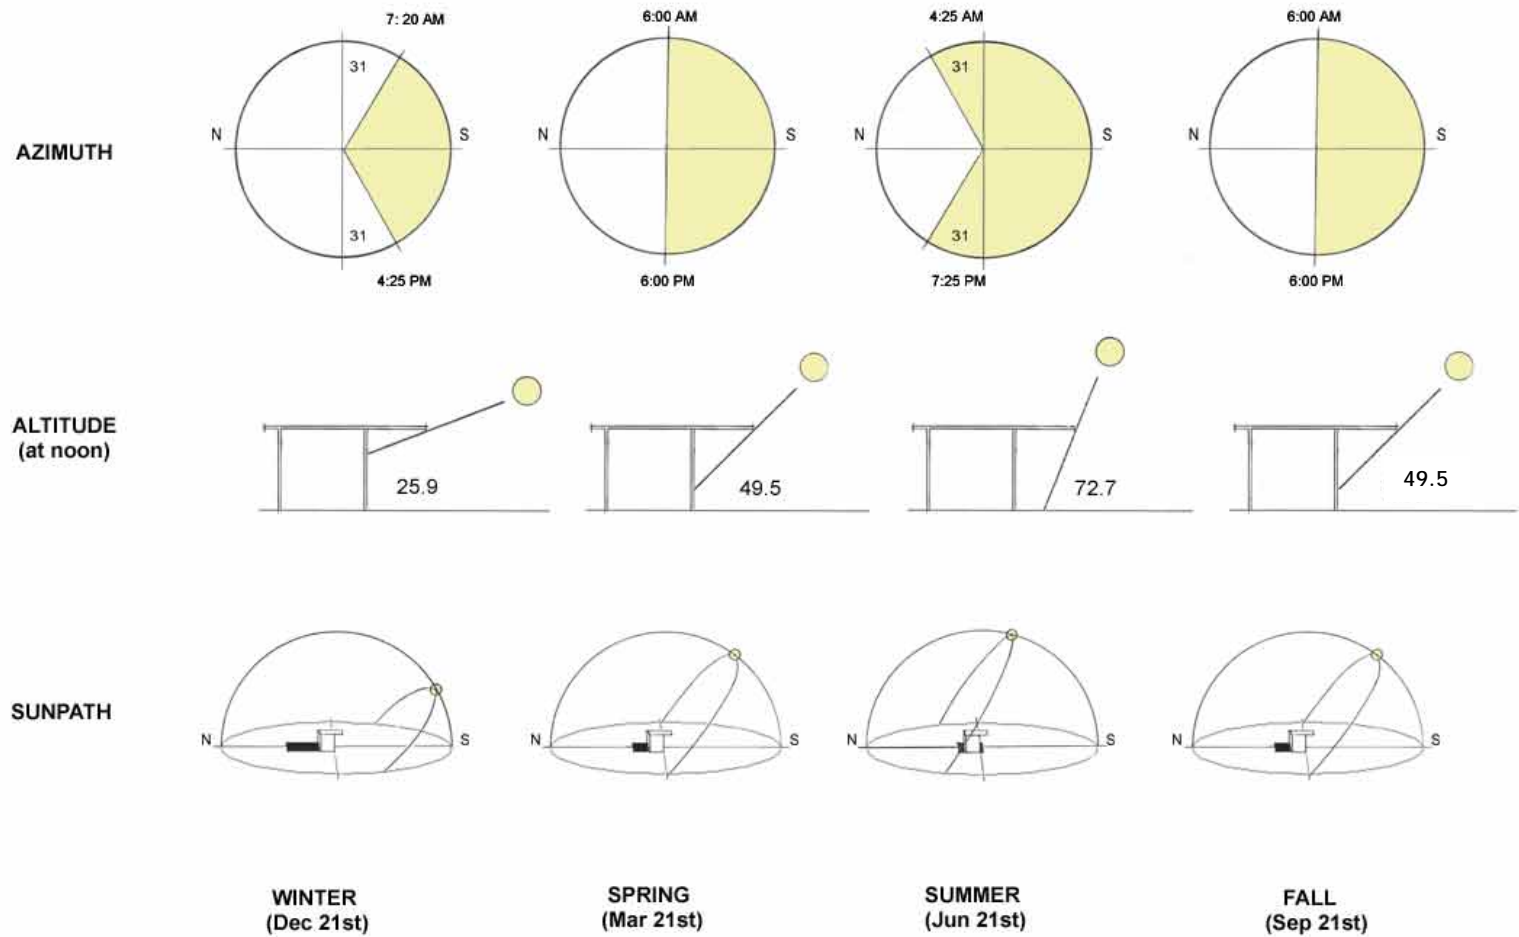 7: 20 AM
6:00 AM
4:25 AM
6:00 AM
AZIMUTH
N
31
31
S
N
S
N
31
31
S
N
S
4:25 PM
6:00 PM
7:25 PM
6:00 PM
ALTITUDE
(at noon)
25.9
49.5
72.7
49.5
SUNPATH
N
S
N
S
N
S
N
S
WINTER
(Dec 21st)
SPRING
(Mar 21st)
SUMMER
(Jun 21st)
FALL
(Sep 21st)